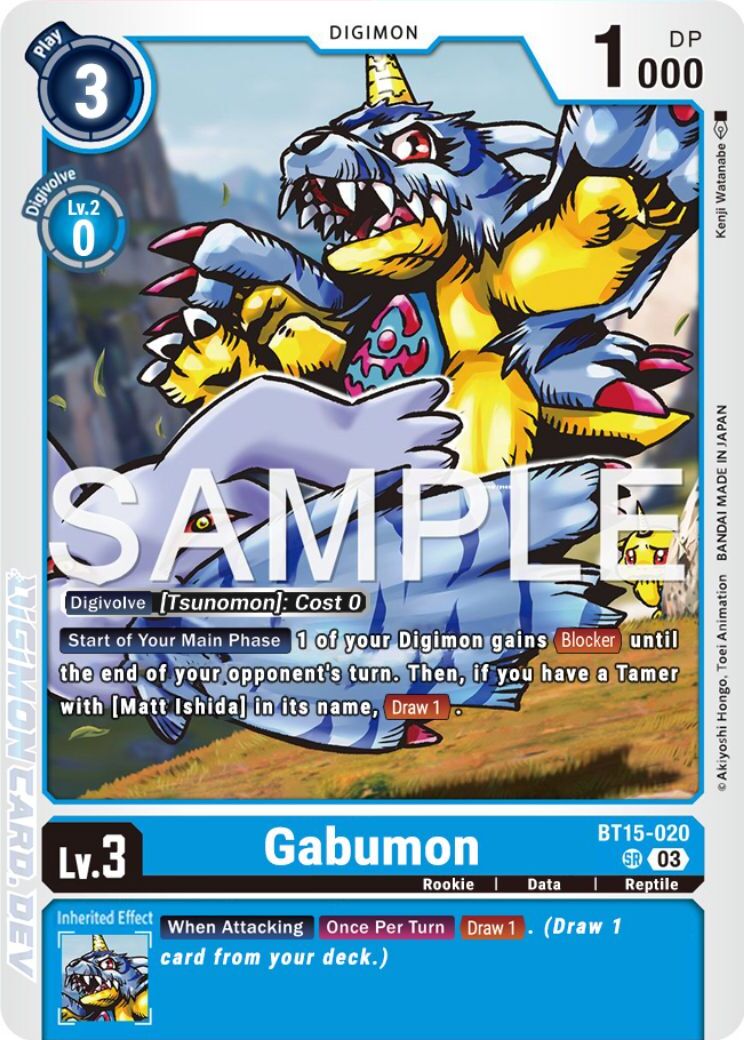 DIGIMON
Play
3
1000
DP
Kenji Watanabe
Digivolve
Lv.2
0
SAMPLE
Digivolve [Tsunomon]: Cost 0
Start of Your Main Phase 1 of your Digimon gains Blocker until
the end of your opponent's turn. Then, if you have a Tamer
with [Matt Ishida] in its name, Draw 1.
© Akiyoshi Hongo, Toei Animation BANDAI MADE IN JAPAN
DIGIMONCARD.DEV
Lv.3
Gabumon
BT15-020
SR 03
Rookie | Data | Reptile
Inherited Effect
When Attacking Once Per Turn Draw 1. (Draw 1
card from your deck.)